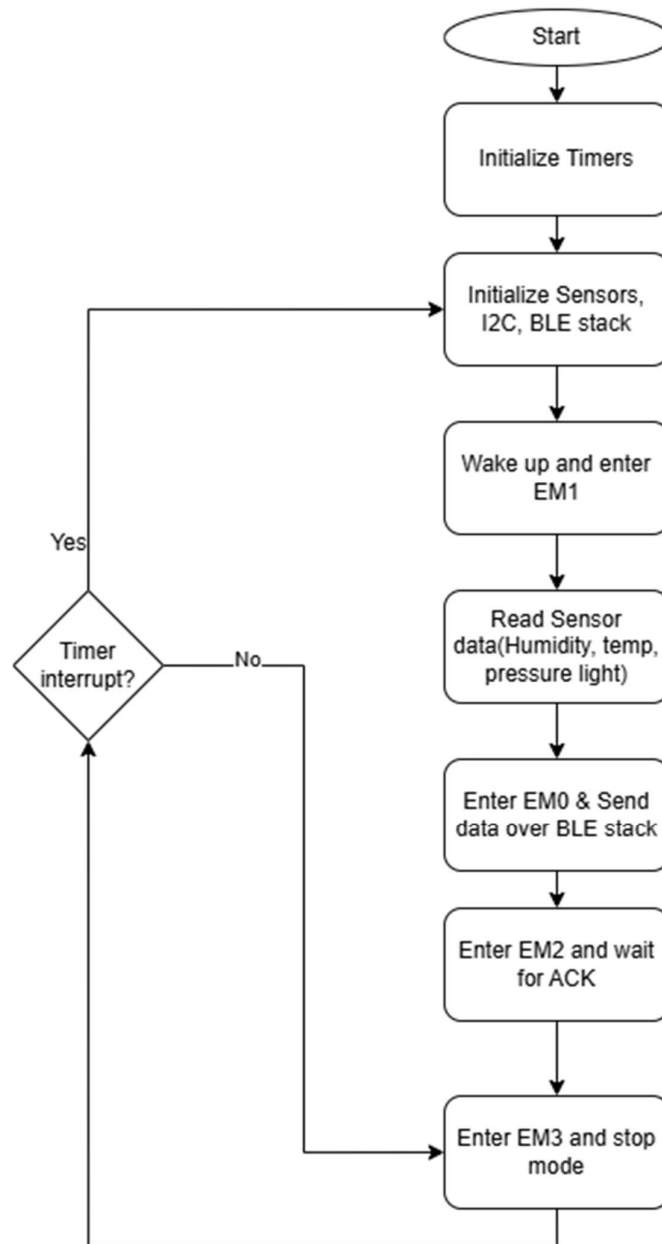 Start
Initialize Timers
Initialize Sensors,
I2C, BLE stack
Wake up and enter
EM1
Yes
Read Sensor
data(Humidity, temp,
pressure light)
Timer
interrupt?
No
Enter EM0 & Send
data over BLE stack
Enter EM2 and wait
for ACK
Enter EM3 and stop
mode